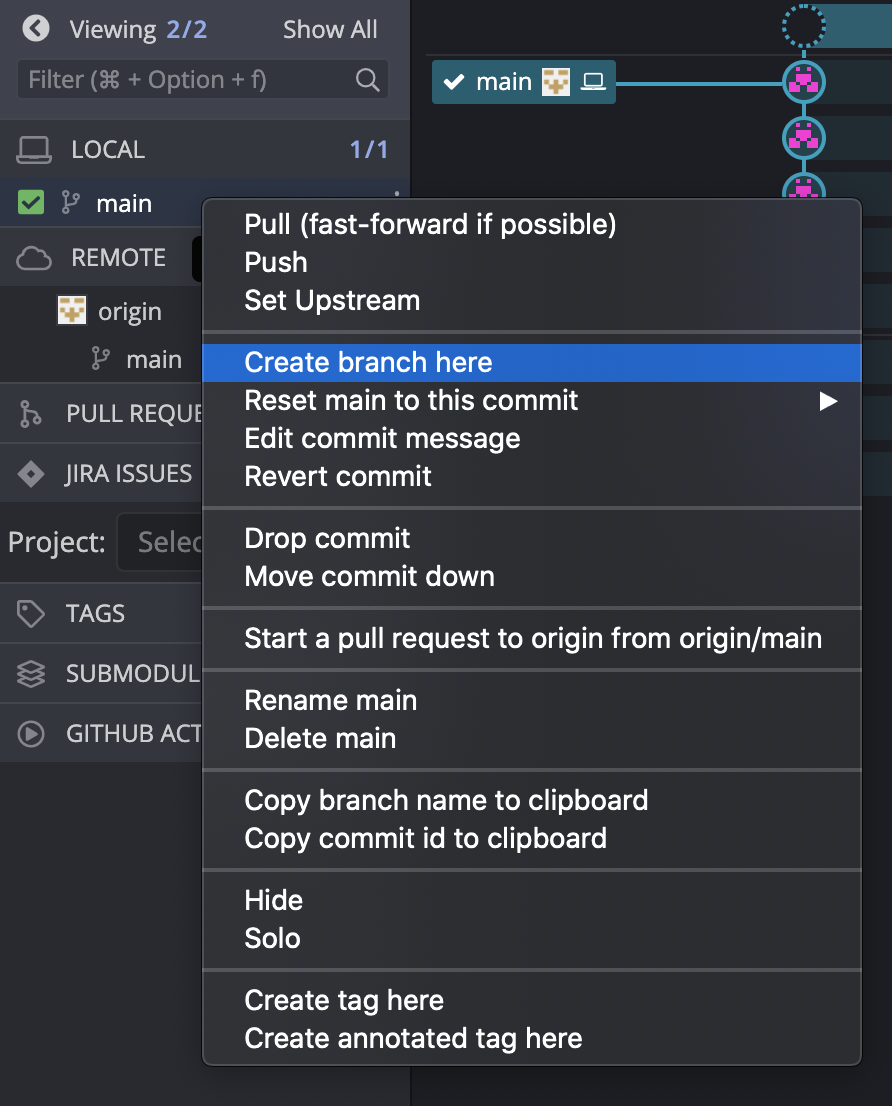 Viewing 2/2 Show All
Filter (⌘ + Option + f)
main
LOCAL 1/1
main
REMOTE
origin
main
PULL REQUE
JIRA ISSUES
Project: Selec
TAGS
SUBMODUL
GITHUB ACT
Pull (fast-forward if possible)
Push
Set Upstream
Create branch here
Reset main to this commit
Edit commit message
Revert commit
Drop commit
Move commit down
Start a pull request to origin from origin/main
Rename main
Delete main
Copy branch name to clipboard
Copy commit id to clipboard
Hide
Solo
Create tag here
Create annotated tag here